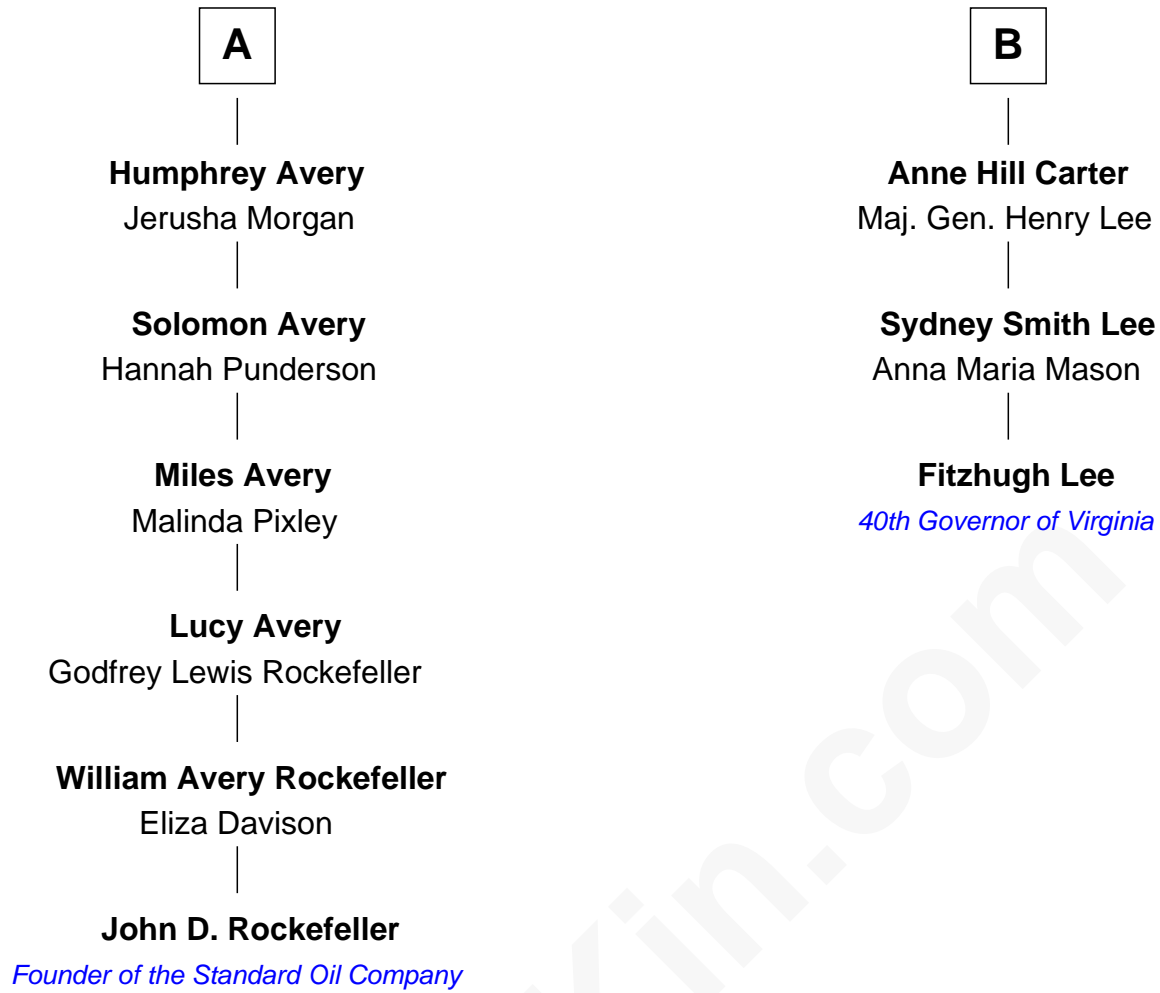 A
Humphrey Avery
Jerusha Morgan
Solomon Avery
Hannah Punderson
Miles Avery
Malinda Pixley
Lucy Avery
Godfrey Lewis Rockefeller
William Avery Rockefeller
Eliza Davison
John D. Rockefeller
Founder of the Standard Oil Company
B
Anne Hill Carter
Maj. Gen. Henry Lee
Sydney Smith Lee
Anna Maria Mason
Fitzhugh Lee
40th Governor of Virginia
Kin.com